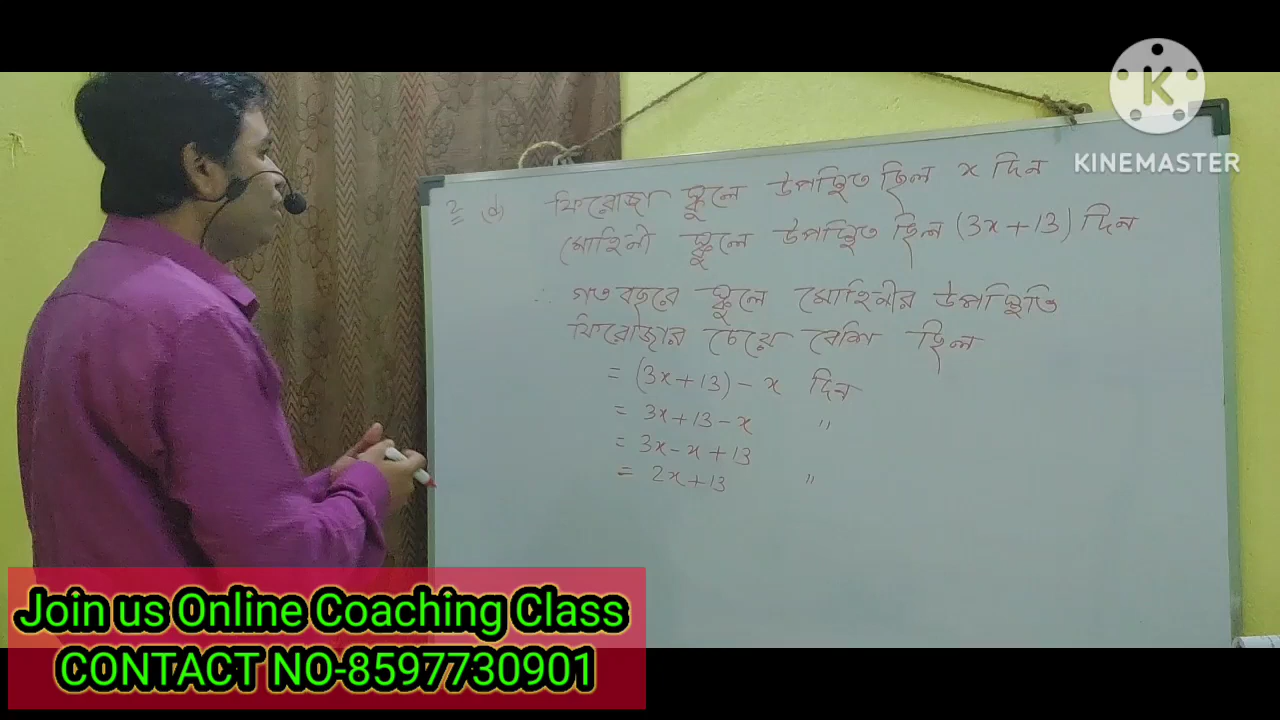 K
KINEMASTER
2 (d) ফিরোজা স্কুলে উপস্থিত ছিল x দিন
মোহিনী স্কুলে উপস্থিত ছিল (3x+13) দিন
∴ গত বছরে স্কুলে মোহিনীর উপস্থিতি
ফিরোজার চেয়ে বেশি ছিল
= (3x+13) - x দিন
= 3x+13-x "
= 3x-x+13
= 2x+13 "
Join us Online Coaching Class
CONTACT NO-8597730901